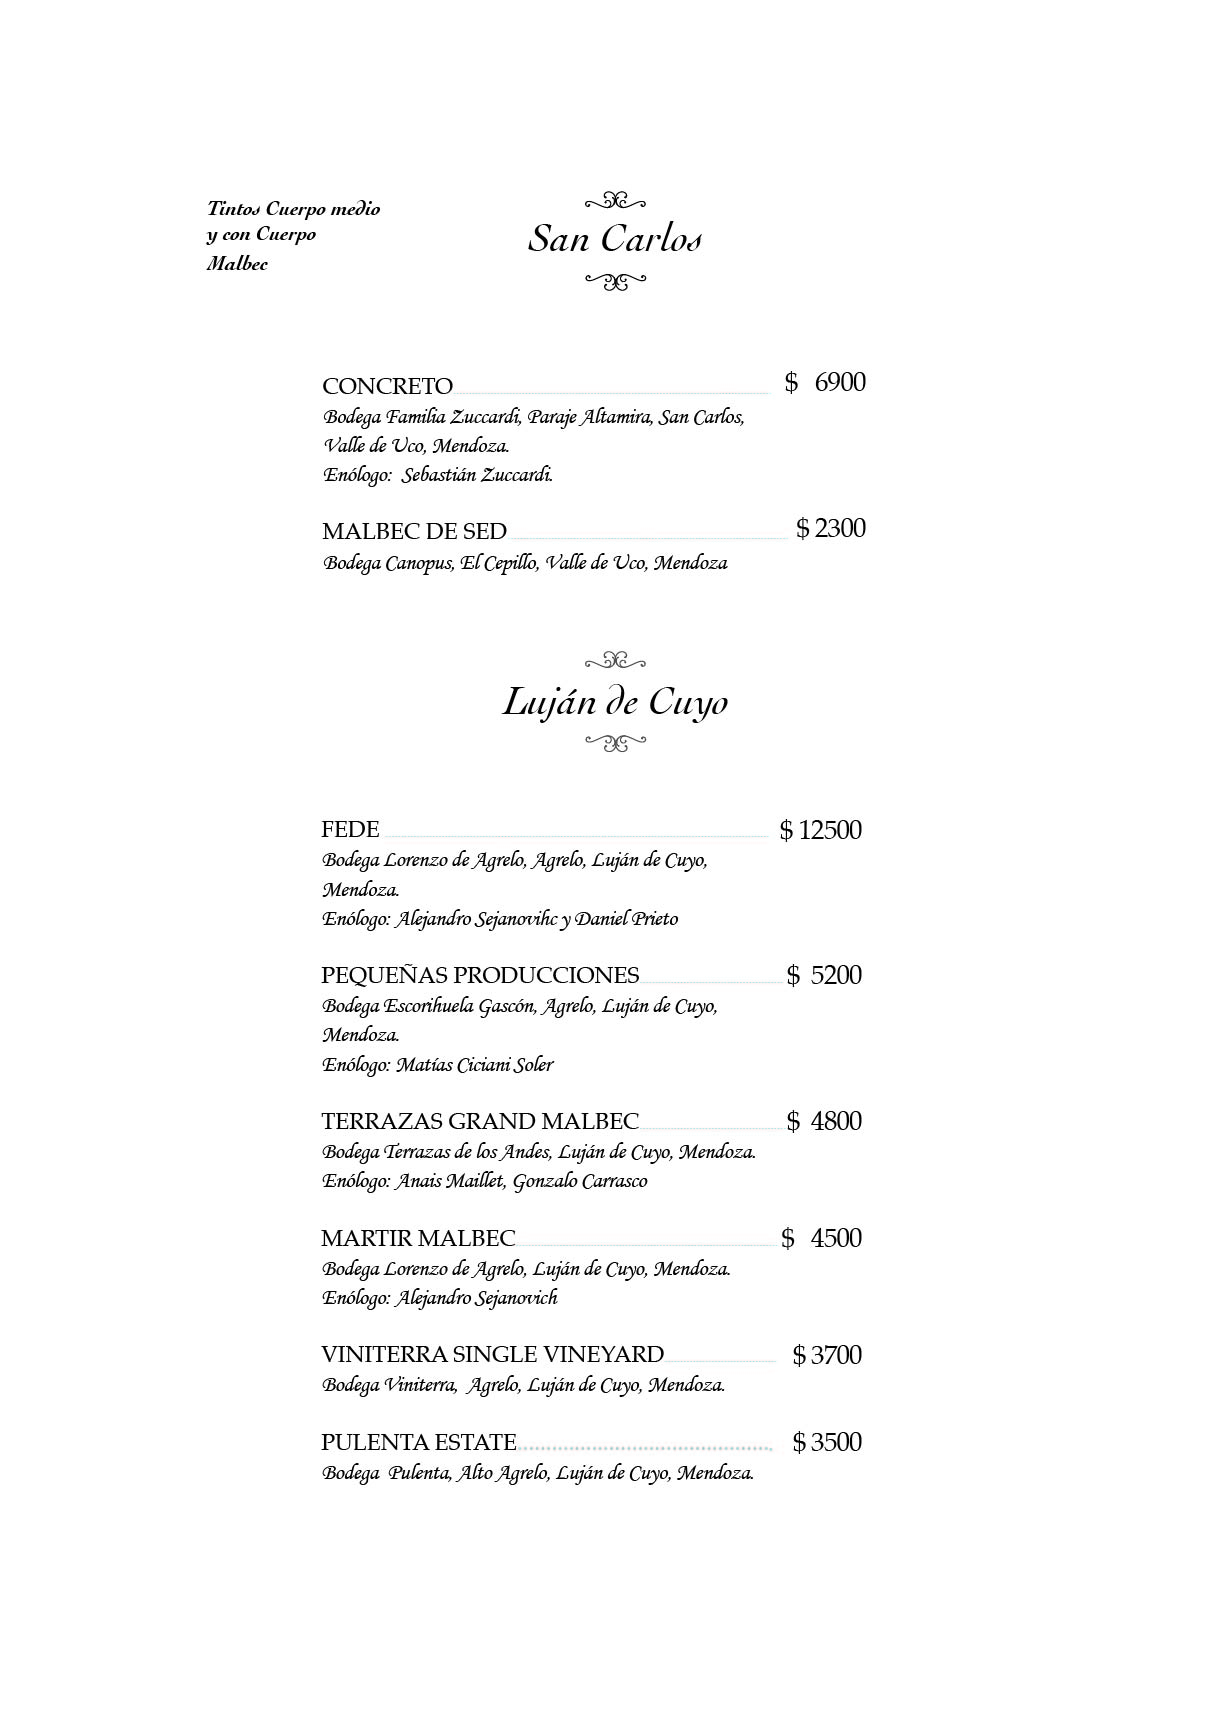 Tintos Cuerpo medio
y con Cuerpo
Malbec
San Carlos
CONCRETO $ 6900
Bodega Familia Zuccardi, Paraje Altamira, San Carlos,
Valle de Uco, Mendoza.
Enólogo: Sebastián Zuccardi.
MALBEC DE SED $ 2300
Bodega Canopus, El Cepillo, Valle de Uco, Mendoza
Luján de Cuyo
FEDE $ 12500
Bodega Lorenzo de Agrelo, Agrelo, Luján de Cuyo,
Mendoza.
Enólogo: Alejandro Sejanovihc y Daniel Prieto
PEQUEÑAS PRODUCCIONES $ 5200
Bodega Escorihuela Gascón, Agrelo, Luján de Cuyo,
Mendoza.
Enólogo: Matías Ciciani Soler
TERRAZAS GRAND MALBEC $ 4800
Bodega Terrazas de los Andes, Luján de Cuyo, Mendoza.
Enólogo: Anais Maillet, Gonzalo Carrasco
MARTIR MALBEC $ 4500
Bodega Lorenzo de Agrelo, Luján de Cuyo, Mendoza.
Enólogo: Alejandro Sejanovich
VINITERRA SINGLE VINEYARD $ 3700
Bodega Viniterra, Agrelo, Luján de Cuyo, Mendoza.
PULENTA ESTATE $ 3500
Bodega Pulenta, Alto Agrelo, Luján de Cuyo, Mendoza.